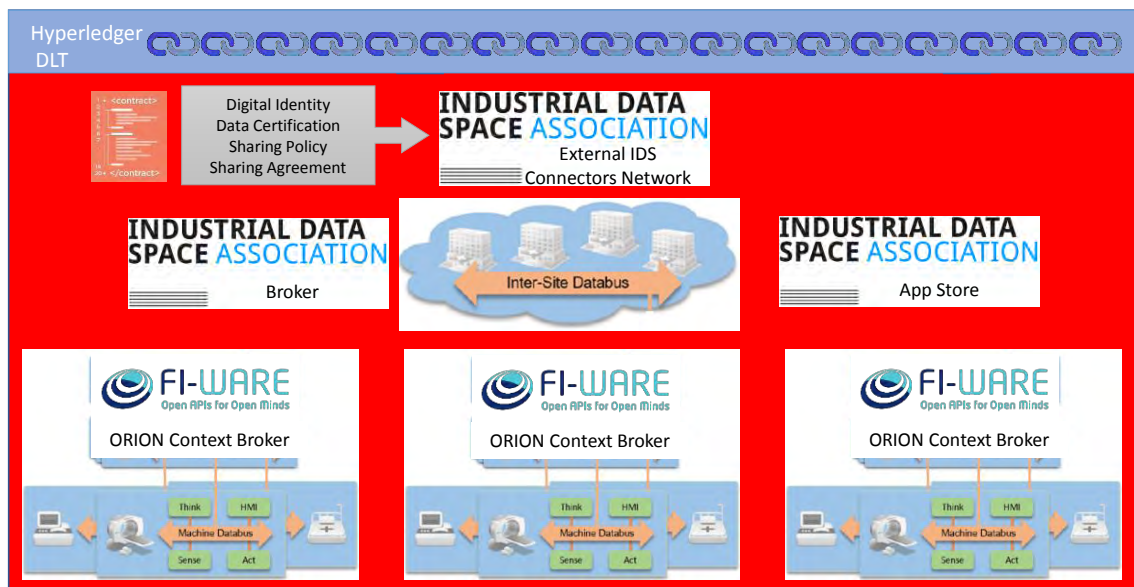 Hyperledger
DLT
<contract>
</contract>
Digital Identity
Data Certification
Sharing Policy
Sharing Agreement
INDUSTRIAL DATA
SPACE ASSOCIATION
External IDS
Connectors Network
INDUSTRIAL DATA
SPACE ASSOCIATION
Broker
Inter-Site Databus
INDUSTRIAL DATA
SPACE ASSOCIATION
App Store
FI-WARE
Open APIs for Open Minds
ORION Context Broker
Think HMI
Machine Databus
Sense Act
FI-WARE
Open APIs for Open Minds
ORION Context Broker
Think HMI
Machine Databus
Sense Act
FI-WARE
Open APIs for Open Minds
ORION Context Broker
Think HMI
Machine Databus
Sense Act